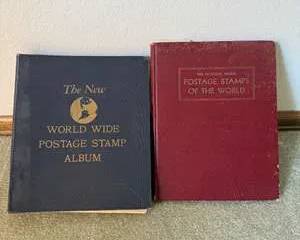 The New
WORLD WIDE
POSTAGE STAMP
ALBUM
POSTAGE STAMPS
OF THE WORLD